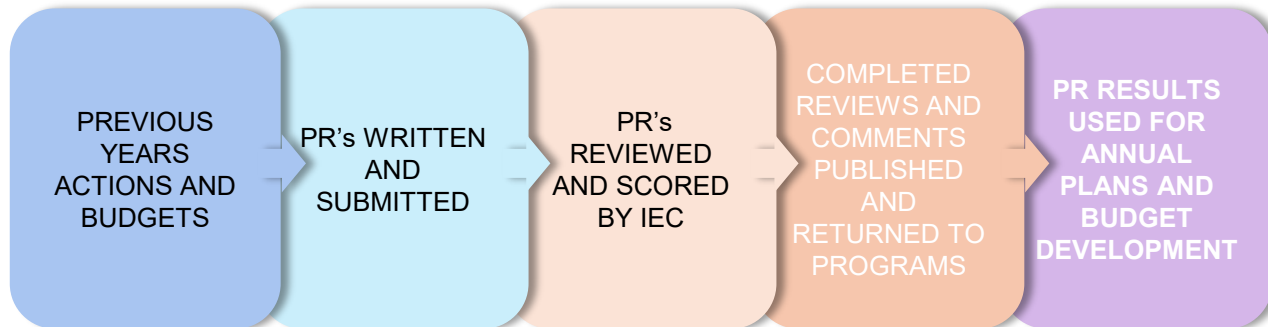 PREVIOUS
YEARS
ACTIONS AND
BUDGETS
PR's WRITTEN
AND
SUBMITTED
PR's
REVIEWED
AND SCORED
BY IEC
COMPLETED
REVIEWS AND
COMMENTS
PUBLISHED
AND
RETURNED TO
PROGRAMS
PR RESULTS
USED FOR
ANNUAL
PLANS AND
BUDGET
DEVELOPMENT